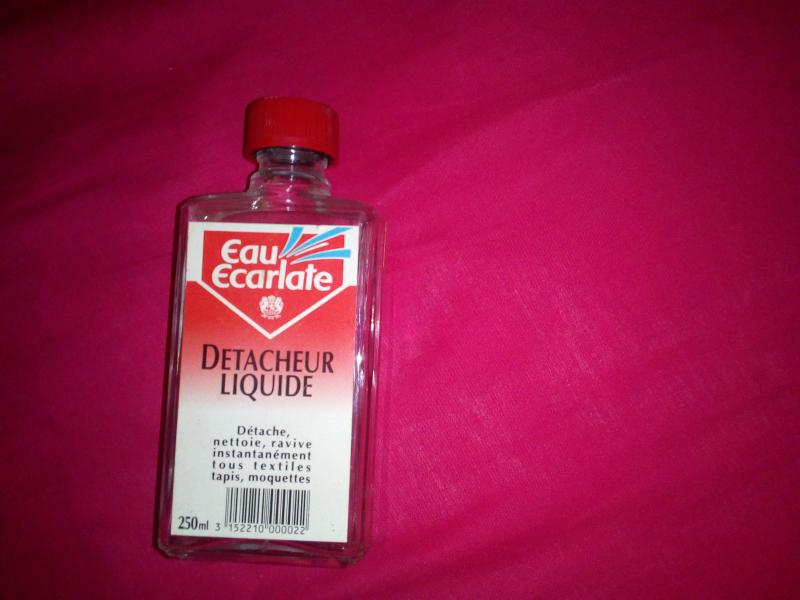 Eau
Ecarlate
DETACHEUR
LIQUIDE
Détache,
nettoie, ravive
instantanément
tous textiles
tapis, moquettes
250ml 3 152210 000022